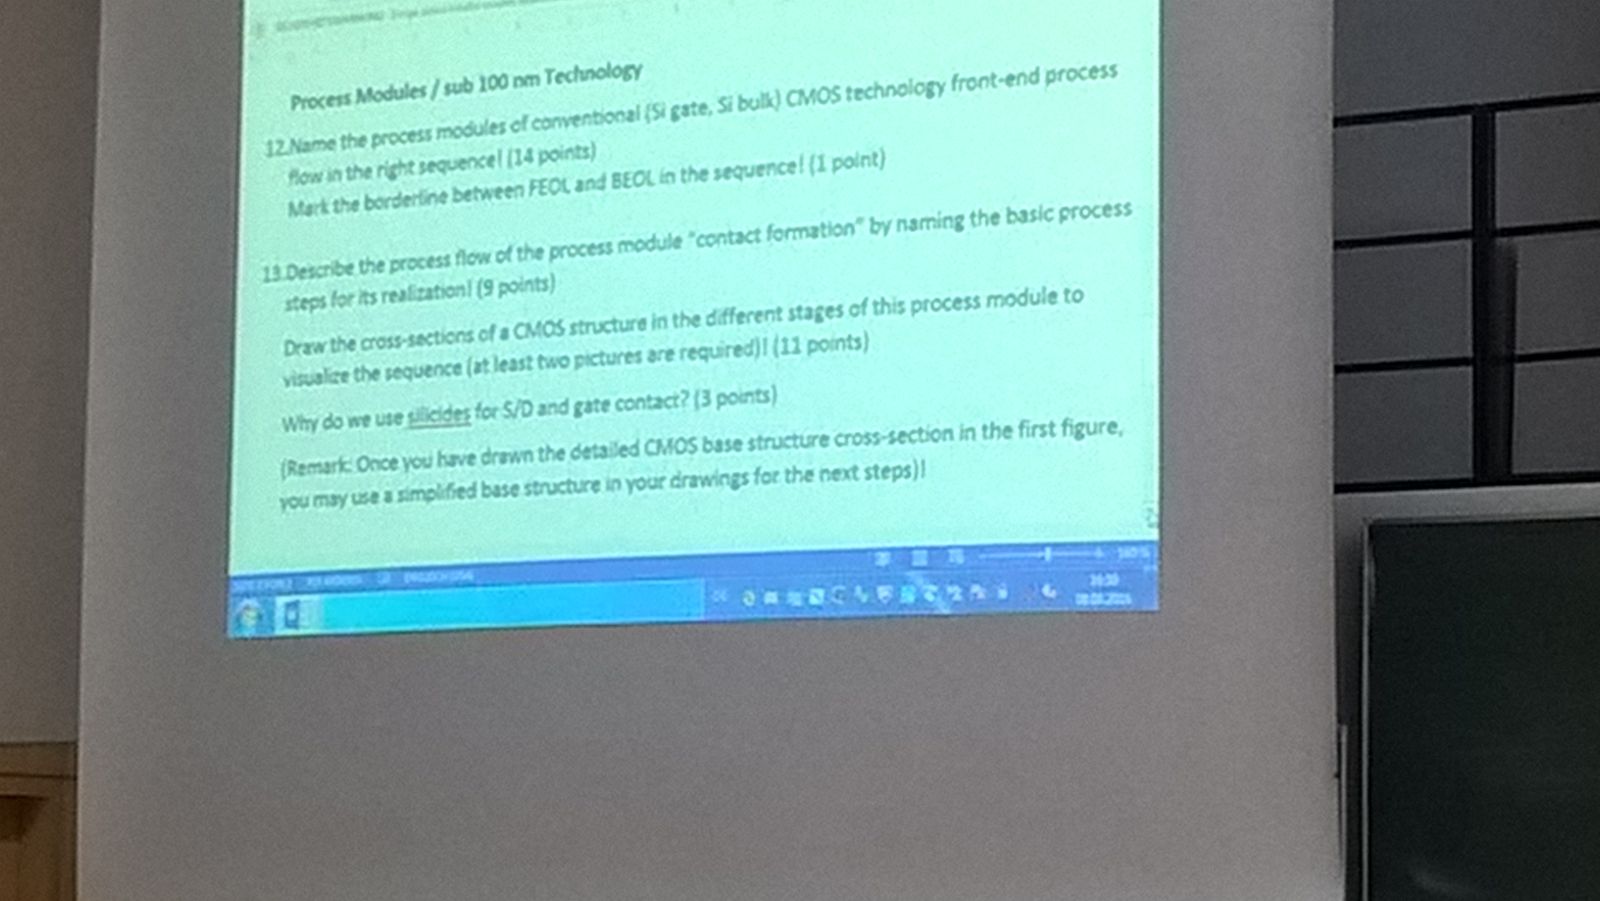 Process Modules / sub 100 nm Technology
12.Name the process modules of conventional (Si gate, Si bulk) CMOS technology front-end process
flow in the right sequence! (14 points)
Mark the borderline between FEOL and BEOL in the sequence! (1 point)
13.Describe the process flow of the process module "contact formation" by naming the basic process
steps for its realization! (9 points)
Draw the cross-sections of a CMOS structure in the different stages of this process module to
visualize the sequence (at least two pictures are required)! (11 points)
Why do we use silicides for S/D and gate contact? (3 points)
(Remark: Once you have drawn the detailed CMOS base structure cross-section in the first figure,
you may use a simplified base structure in your drawings for the next steps)!